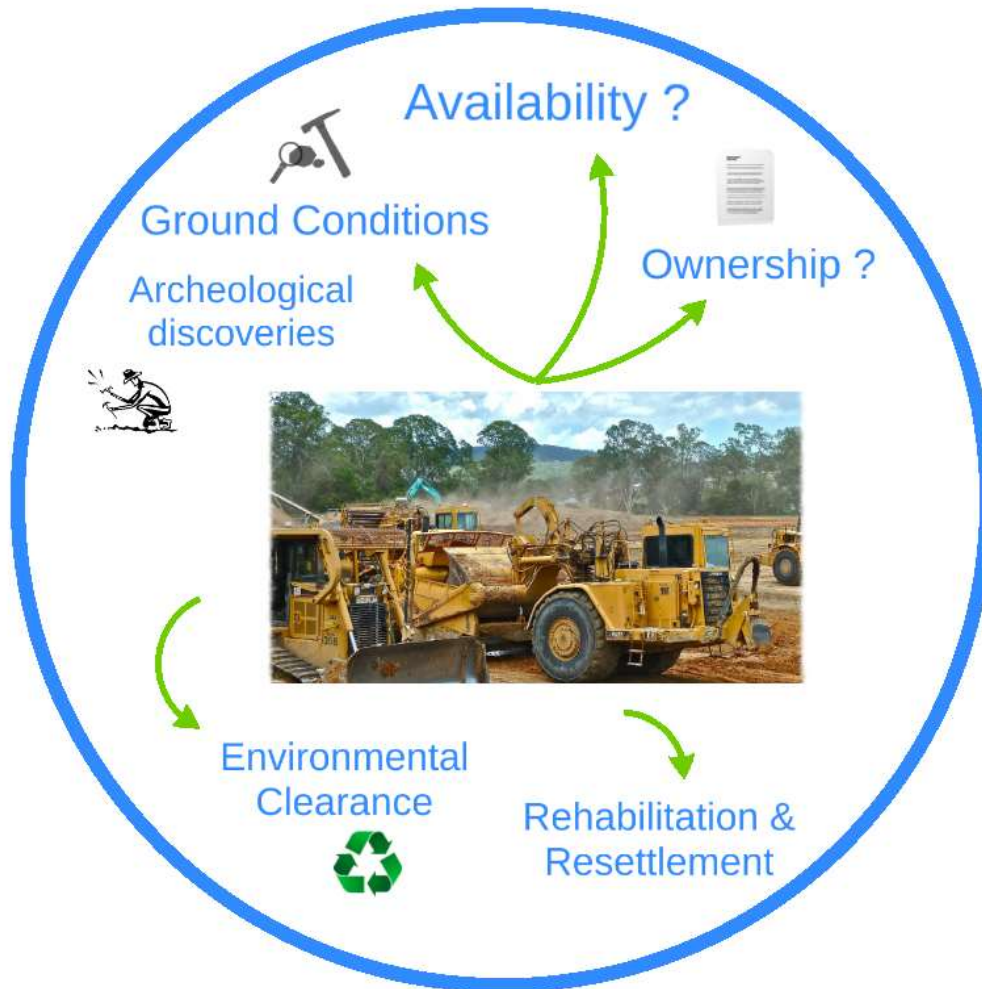 Availability ?
Ground Conditions
Ownership ?
Archeological
discoveries
Environmental
Clearance
Rehabilitation &
Resettlement